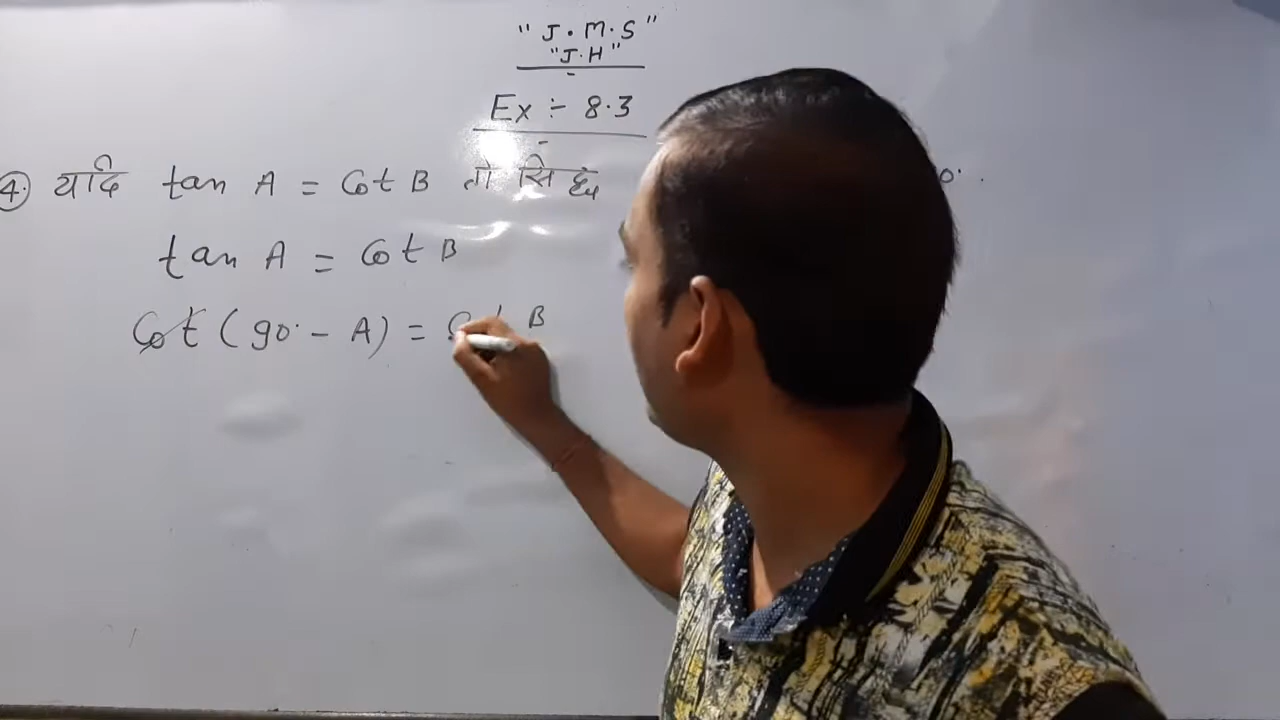 "J.M.S"
"J.H"
Ex ÷ 8.3
4. यदि tan A = Cot B तो सिद्ध
tan A = Cot B
Cot (90° - A) = B